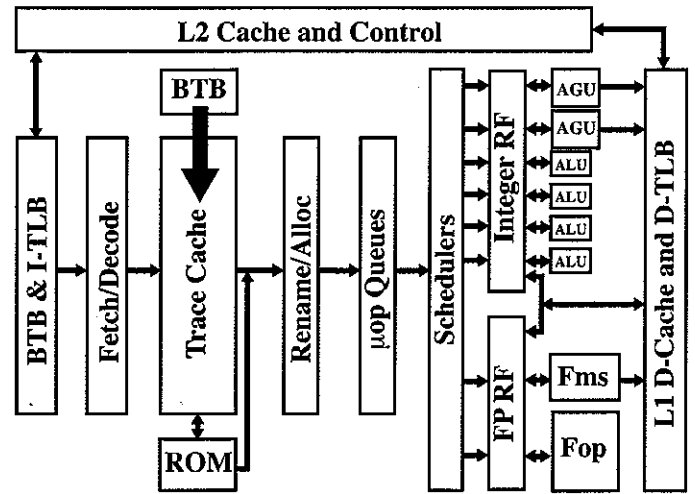 L2 Cache and Control
BTB
BTB & I-TLB
Fetch/Decode
Trace Cache
Rename/Alloc
µop Queues
Schedulers
Integer RF
AGU
AGU
ALU
ALU
ALU
ALU
L1 D-Cache and D-TLB
FP RF
Fms
Fop
ROM